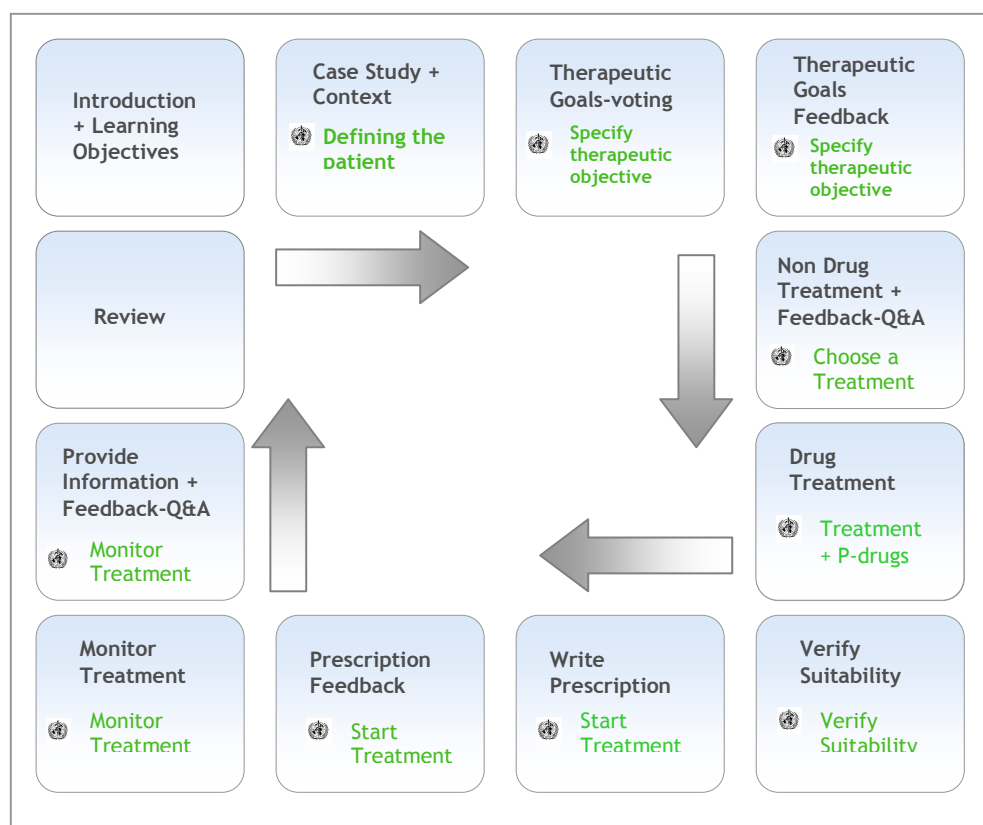 Introduction
+ Learning
Objectives
Case Study +
Context
Defining the
patient
Therapeutic
Goals-voting
Specify
therapeutic
objective
Therapeutic
Goals
Feedback
Specify
therapeutic
objective
Review
Non Drug
Treatment +
Feedback-Q&A
Choose a
Treatment
Provide
Information +
Feedback-Q&A
Monitor
Treatment
Drug
Treatment
Treatment
+ P-drugs
Monitor
Treatment
Monitor
Treatment
Prescription
Feedback
Start
Treatment
Write
Prescription
Start
Treatment
Verify
Suitability
Verify
Suitability